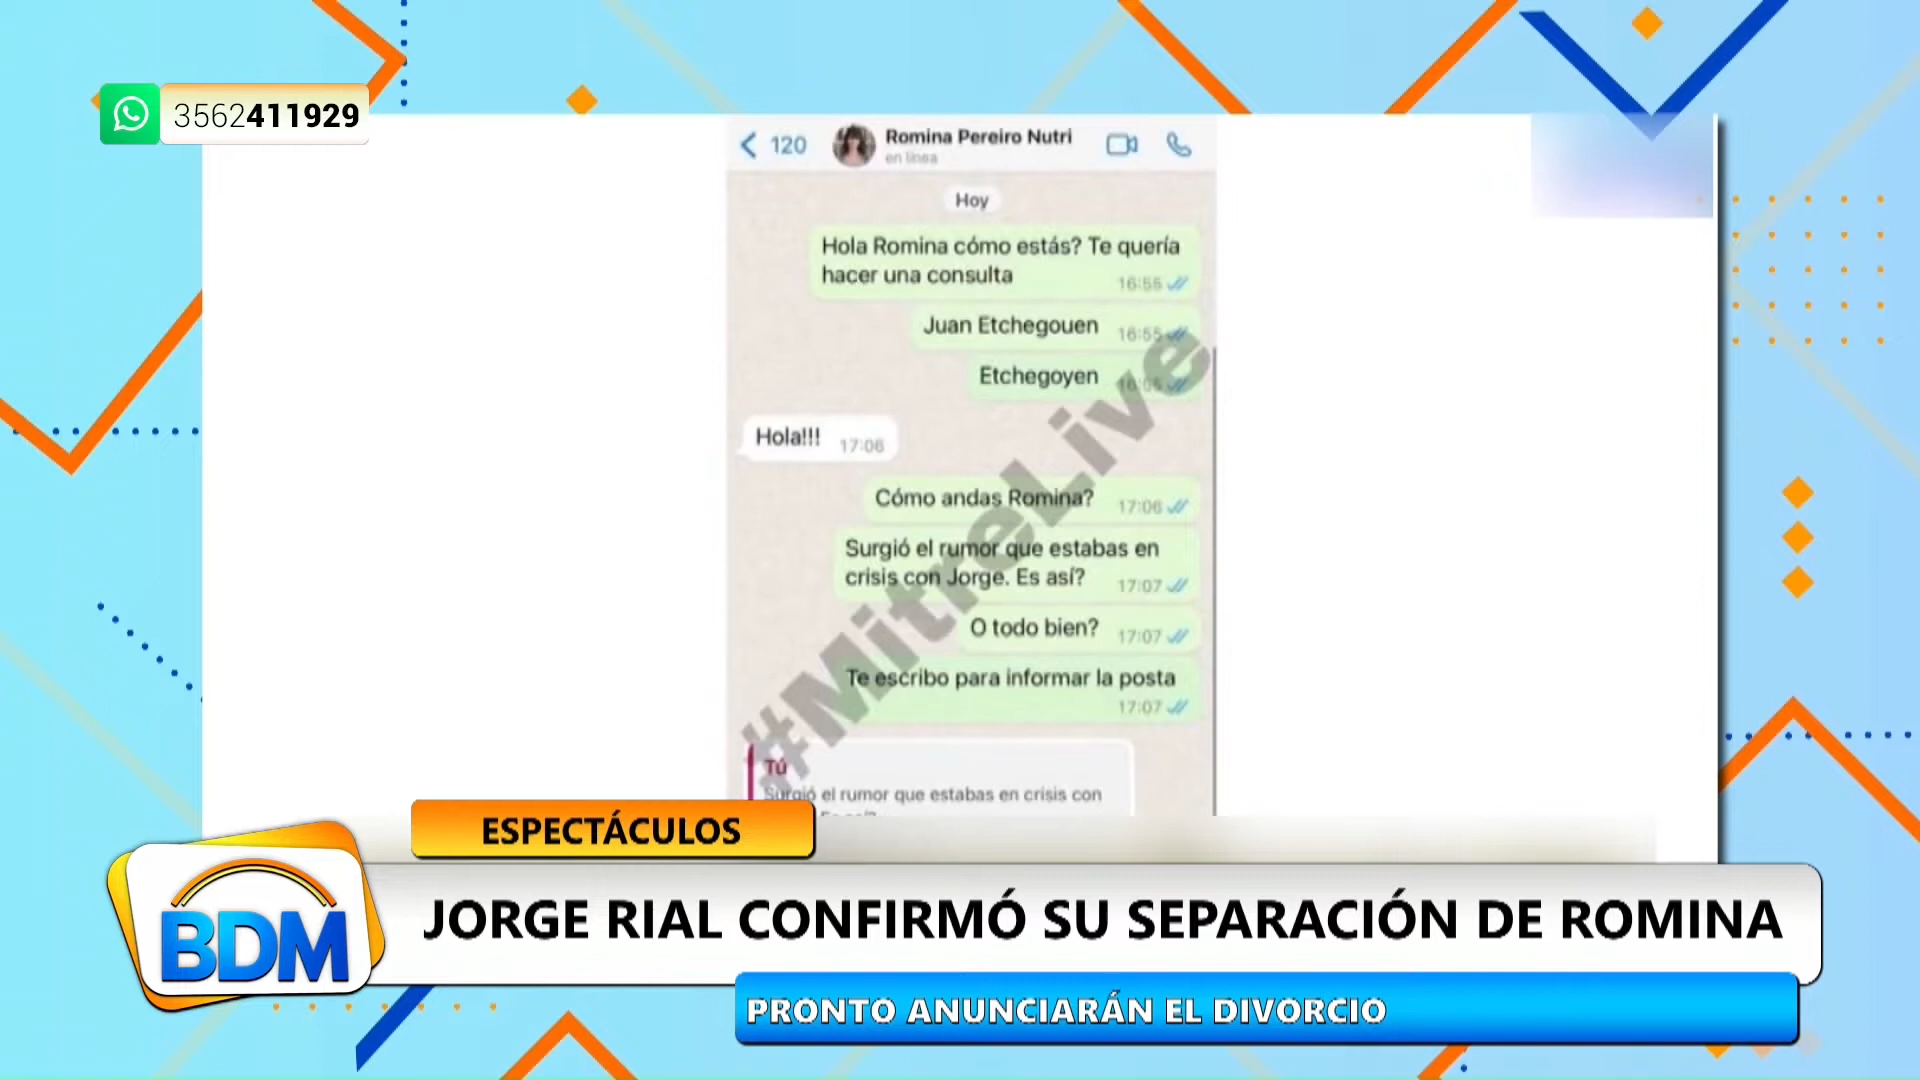 3562411929
120
Romina Pereiro Nutri
en línea
Hoy
Hola Romina cómo estás? Te quería
hacer una consulta
16:55
Juan Etchegouen
16:55
Etchegoyen
16:55
Hola!!!
17:06
Cómo andas Romina?
17:06
Surgió el rumor que estabas en
crisis con Jorge. Es así?
17:07
O todo bien?
17:07
Te escribo para informar la posta
17:07
#MitreLive
Tú
Surgió el rumor que estabas en crisis con
ESPECTÁCULOS
BDM
JORGE RIAL CONFIRMÓ SU SEPARACIÓN DE ROMINA
PRONTO ANUNCIARÁN EL DIVORCIO